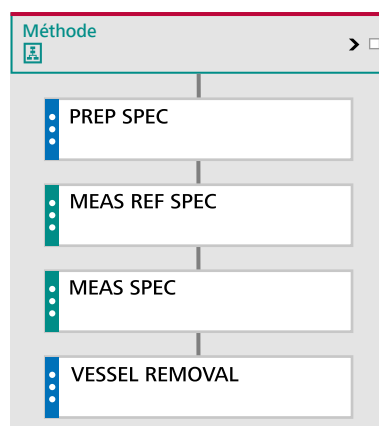 Méthode
PREP SPEC
MEAS REF SPEC
MEAS SPEC
VESSEL REMOVAL